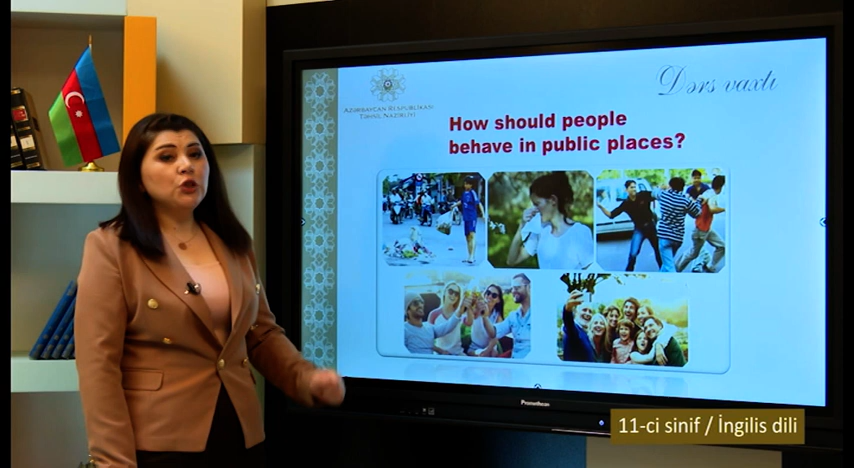 AZƏRBAYCAN RESPUBLİKASI
TƏHSİL NAZİRLİYİ
Dərs vaxtı
How should people
behave in public places?
Promethean
11-ci sinif / İngilis dili